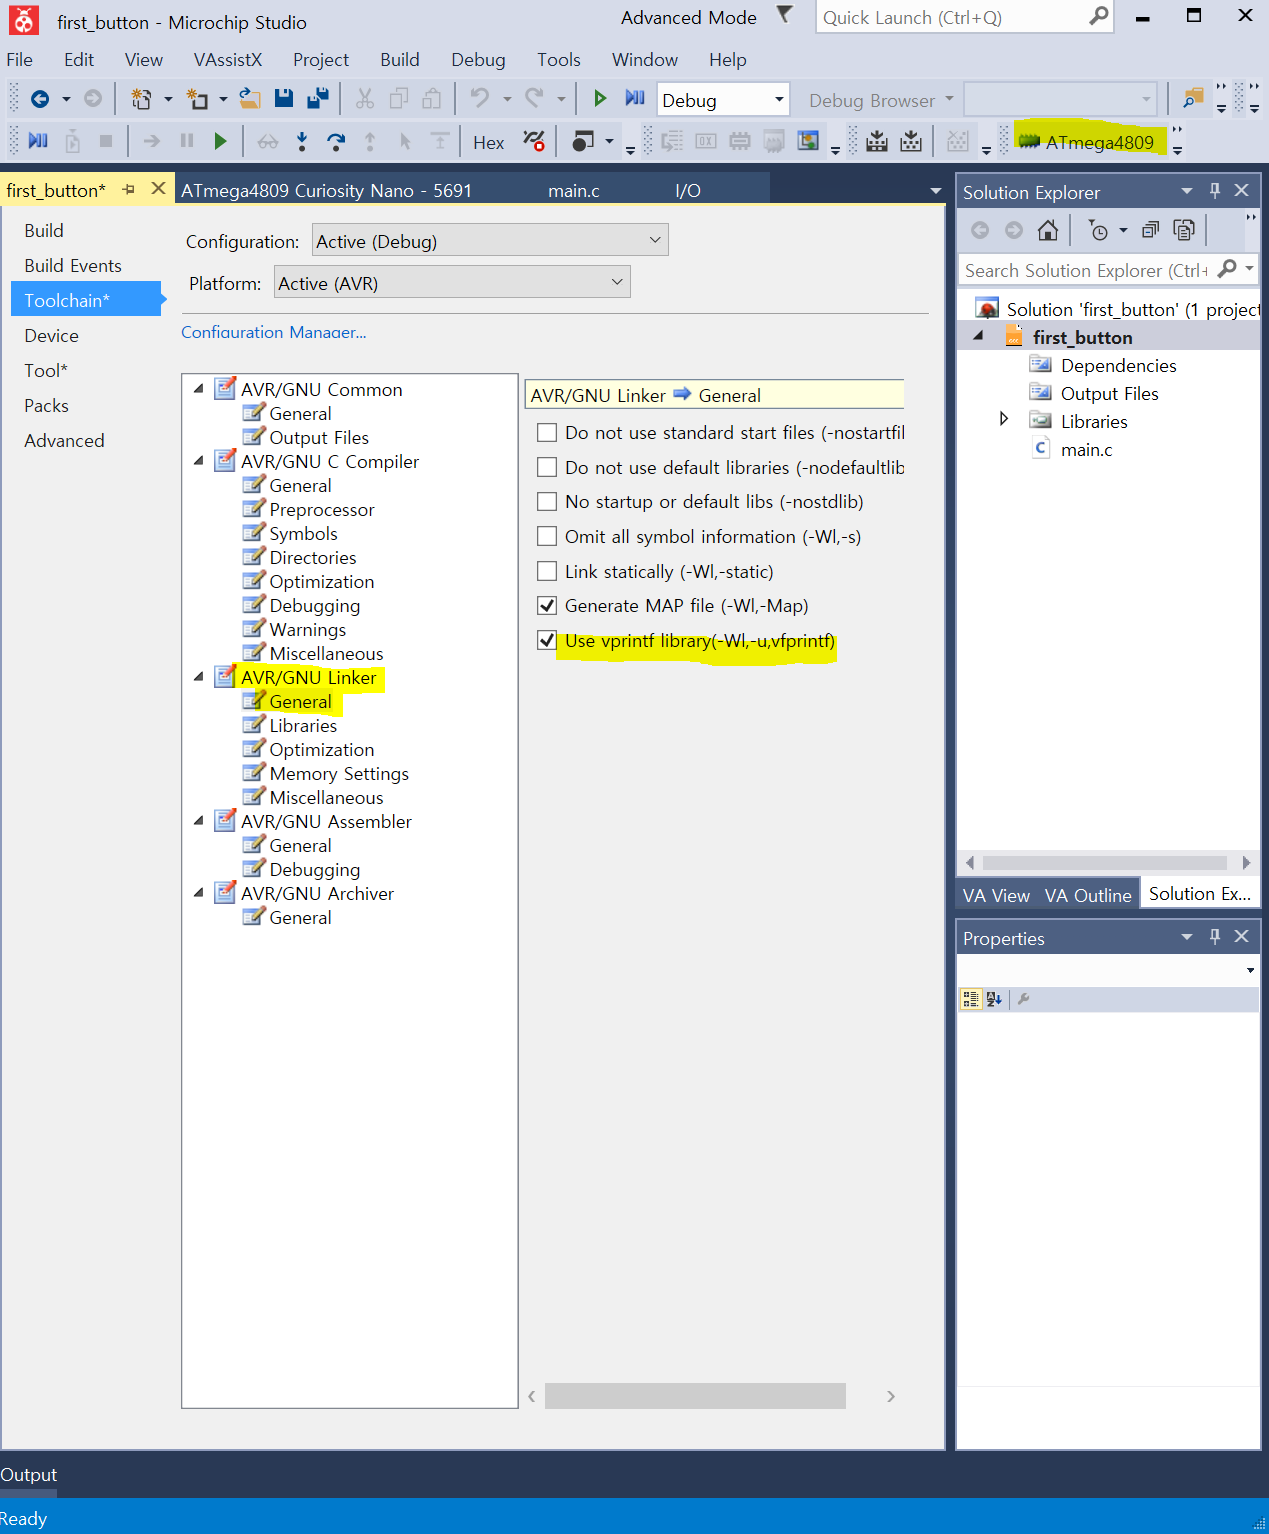 first_button - Microchip Studio
Advanced Mode
Quick Launch (Ctrl+Q)
File Edit View VAssistX Project Build Debug Tools Window Help
Debug
Debug Browser
Hex
ATmega4809
first_button*
ATmega4809 Curiosity Nano - 5691
main.c
I/O
Build
Build Events
Toolchain*
Device
Tool*
Packs
Advanced
Configuration: Active (Debug)
Platform: Active (AVR)
Configuration Manager...
AVR/GNU Common
General
Output Files
AVR/GNU C Compiler
General
Preprocessor
Symbols
Directories
Optimization
Debugging
Warnings
Miscellaneous
AVR/GNU Linker
General
Libraries
Optimization
Memory Settings
Miscellaneous
AVR/GNU Assembler
General
Debugging
AVR/GNU Archiver
General
AVR/GNU Linker General
Do not use standard start files (-nostartfil
Do not use default libraries (-nodefaultlib
No startup or default libs (-nostdlib)
Omit all symbol information (-Wl,-s)
Link statically (-Wl,-static)
Generate MAP file (-Wl,-Map)
Use vprintf library(-Wl,-u,vfprintf)
Solution Explorer
Search Solution Explorer (Ctrl+
Solution 'first_button' (1 project
first_button
Dependencies
Output Files
Libraries
main.c
VA View
VA Outline
Solution Ex...
Properties
Output
Ready